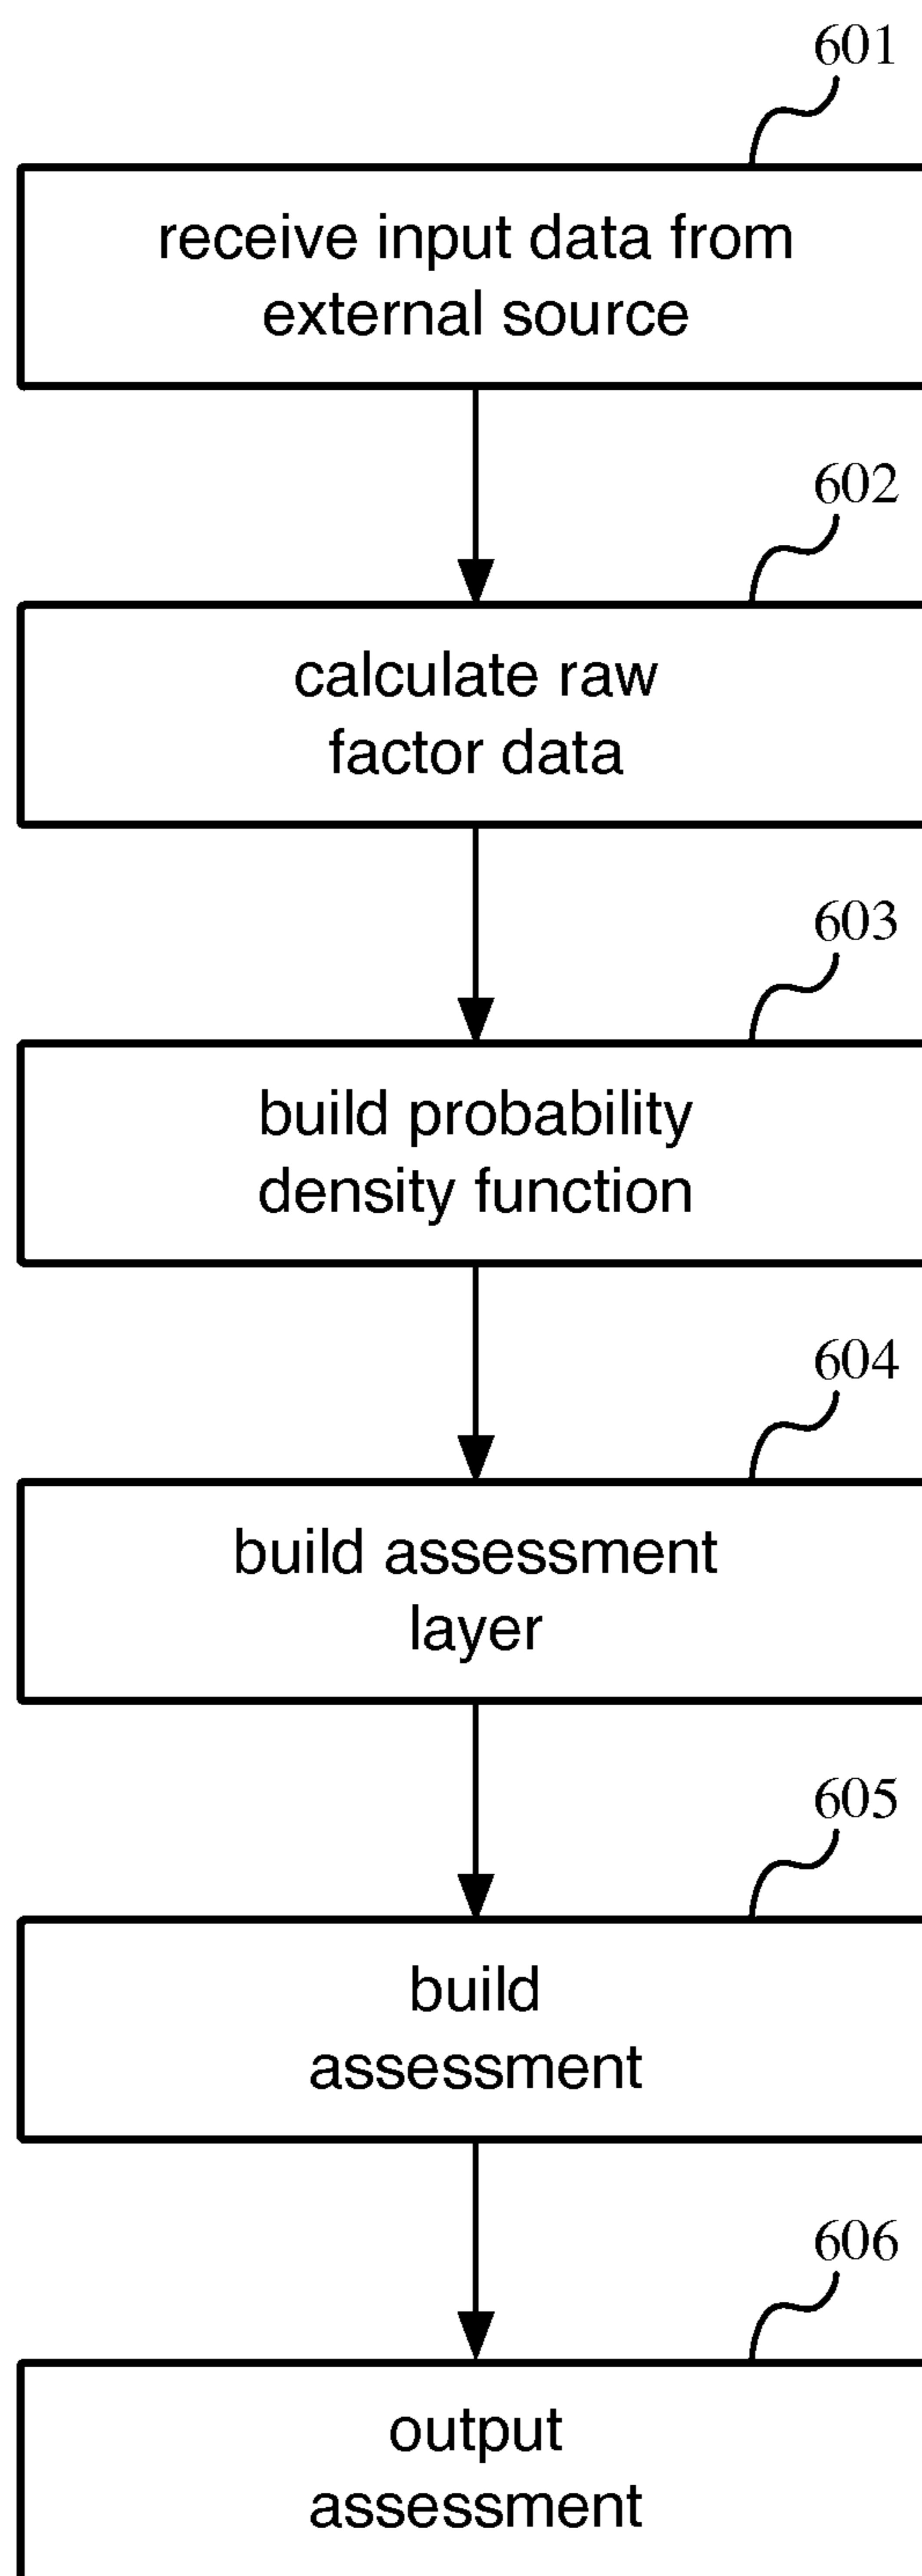 601
receive input data from
external source
602
calculate raw
factor data
603
build probability
density function
604
build assessment
layer
605
build
assessment
606
output
assessment